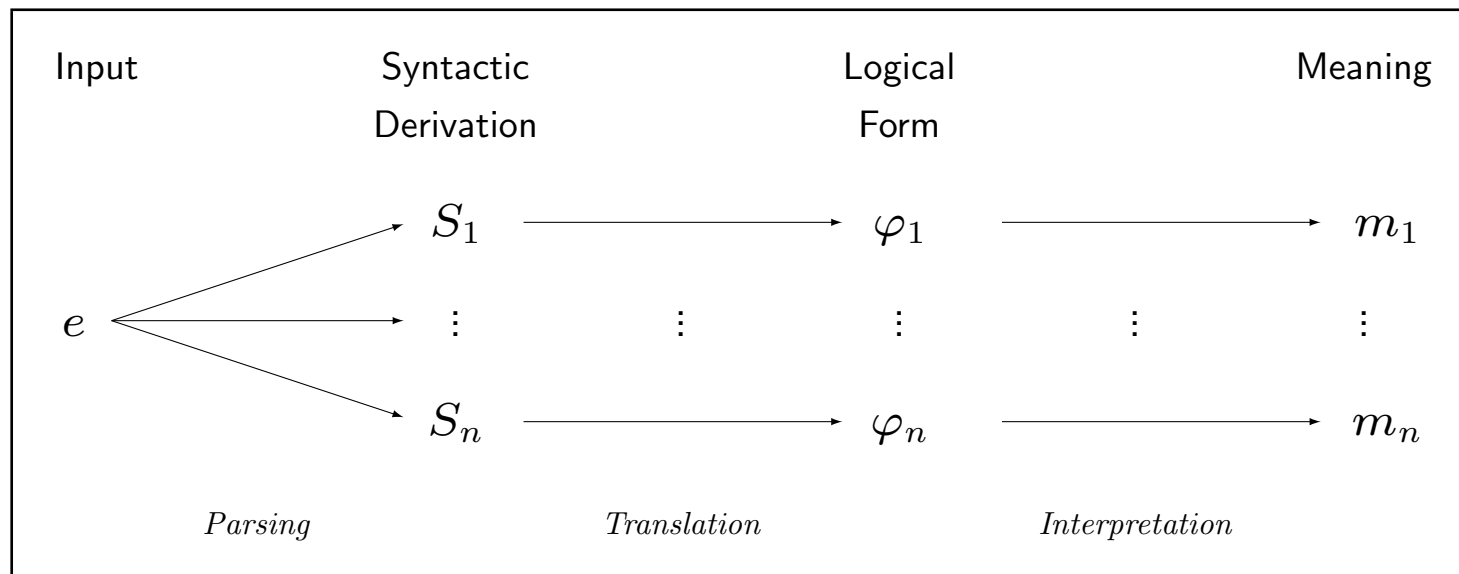 Input Syntactic Logical Meaning
Derivation Form
S₁ φ₁ m₁
e ⋮ ⋮ ⋮ ⋮ ⋮
Sₙ φₙ mₙ
Parsing Translation Interpretation